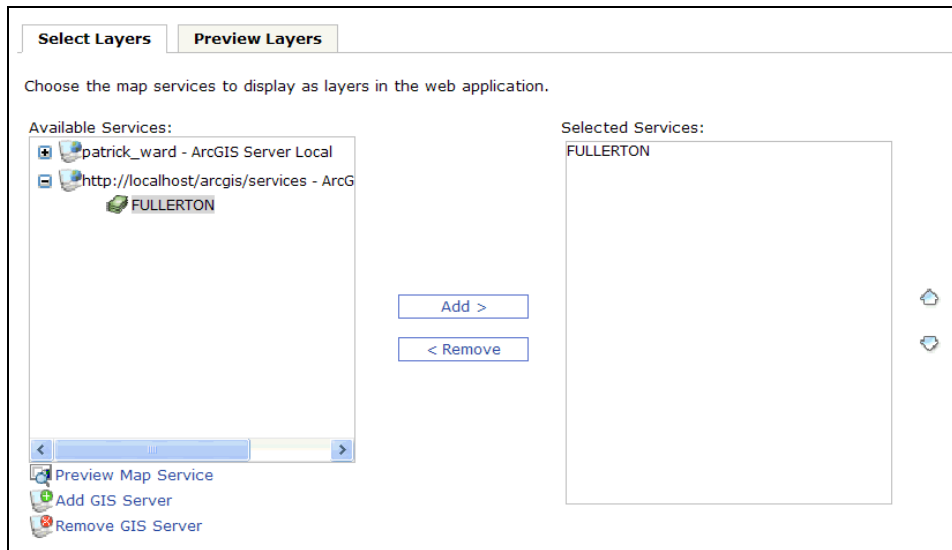 Select Layers
Preview Layers
Choose the map services to display as layers in the web application.
Available Services:
patrick_ward - ArcGIS Server Local
http://localhost/arcgis/services - ArcG
FULLERTON
Preview Map Service
Add GIS Server
Remove GIS Server
Add >
< Remove
Selected Services:
FULLERTON